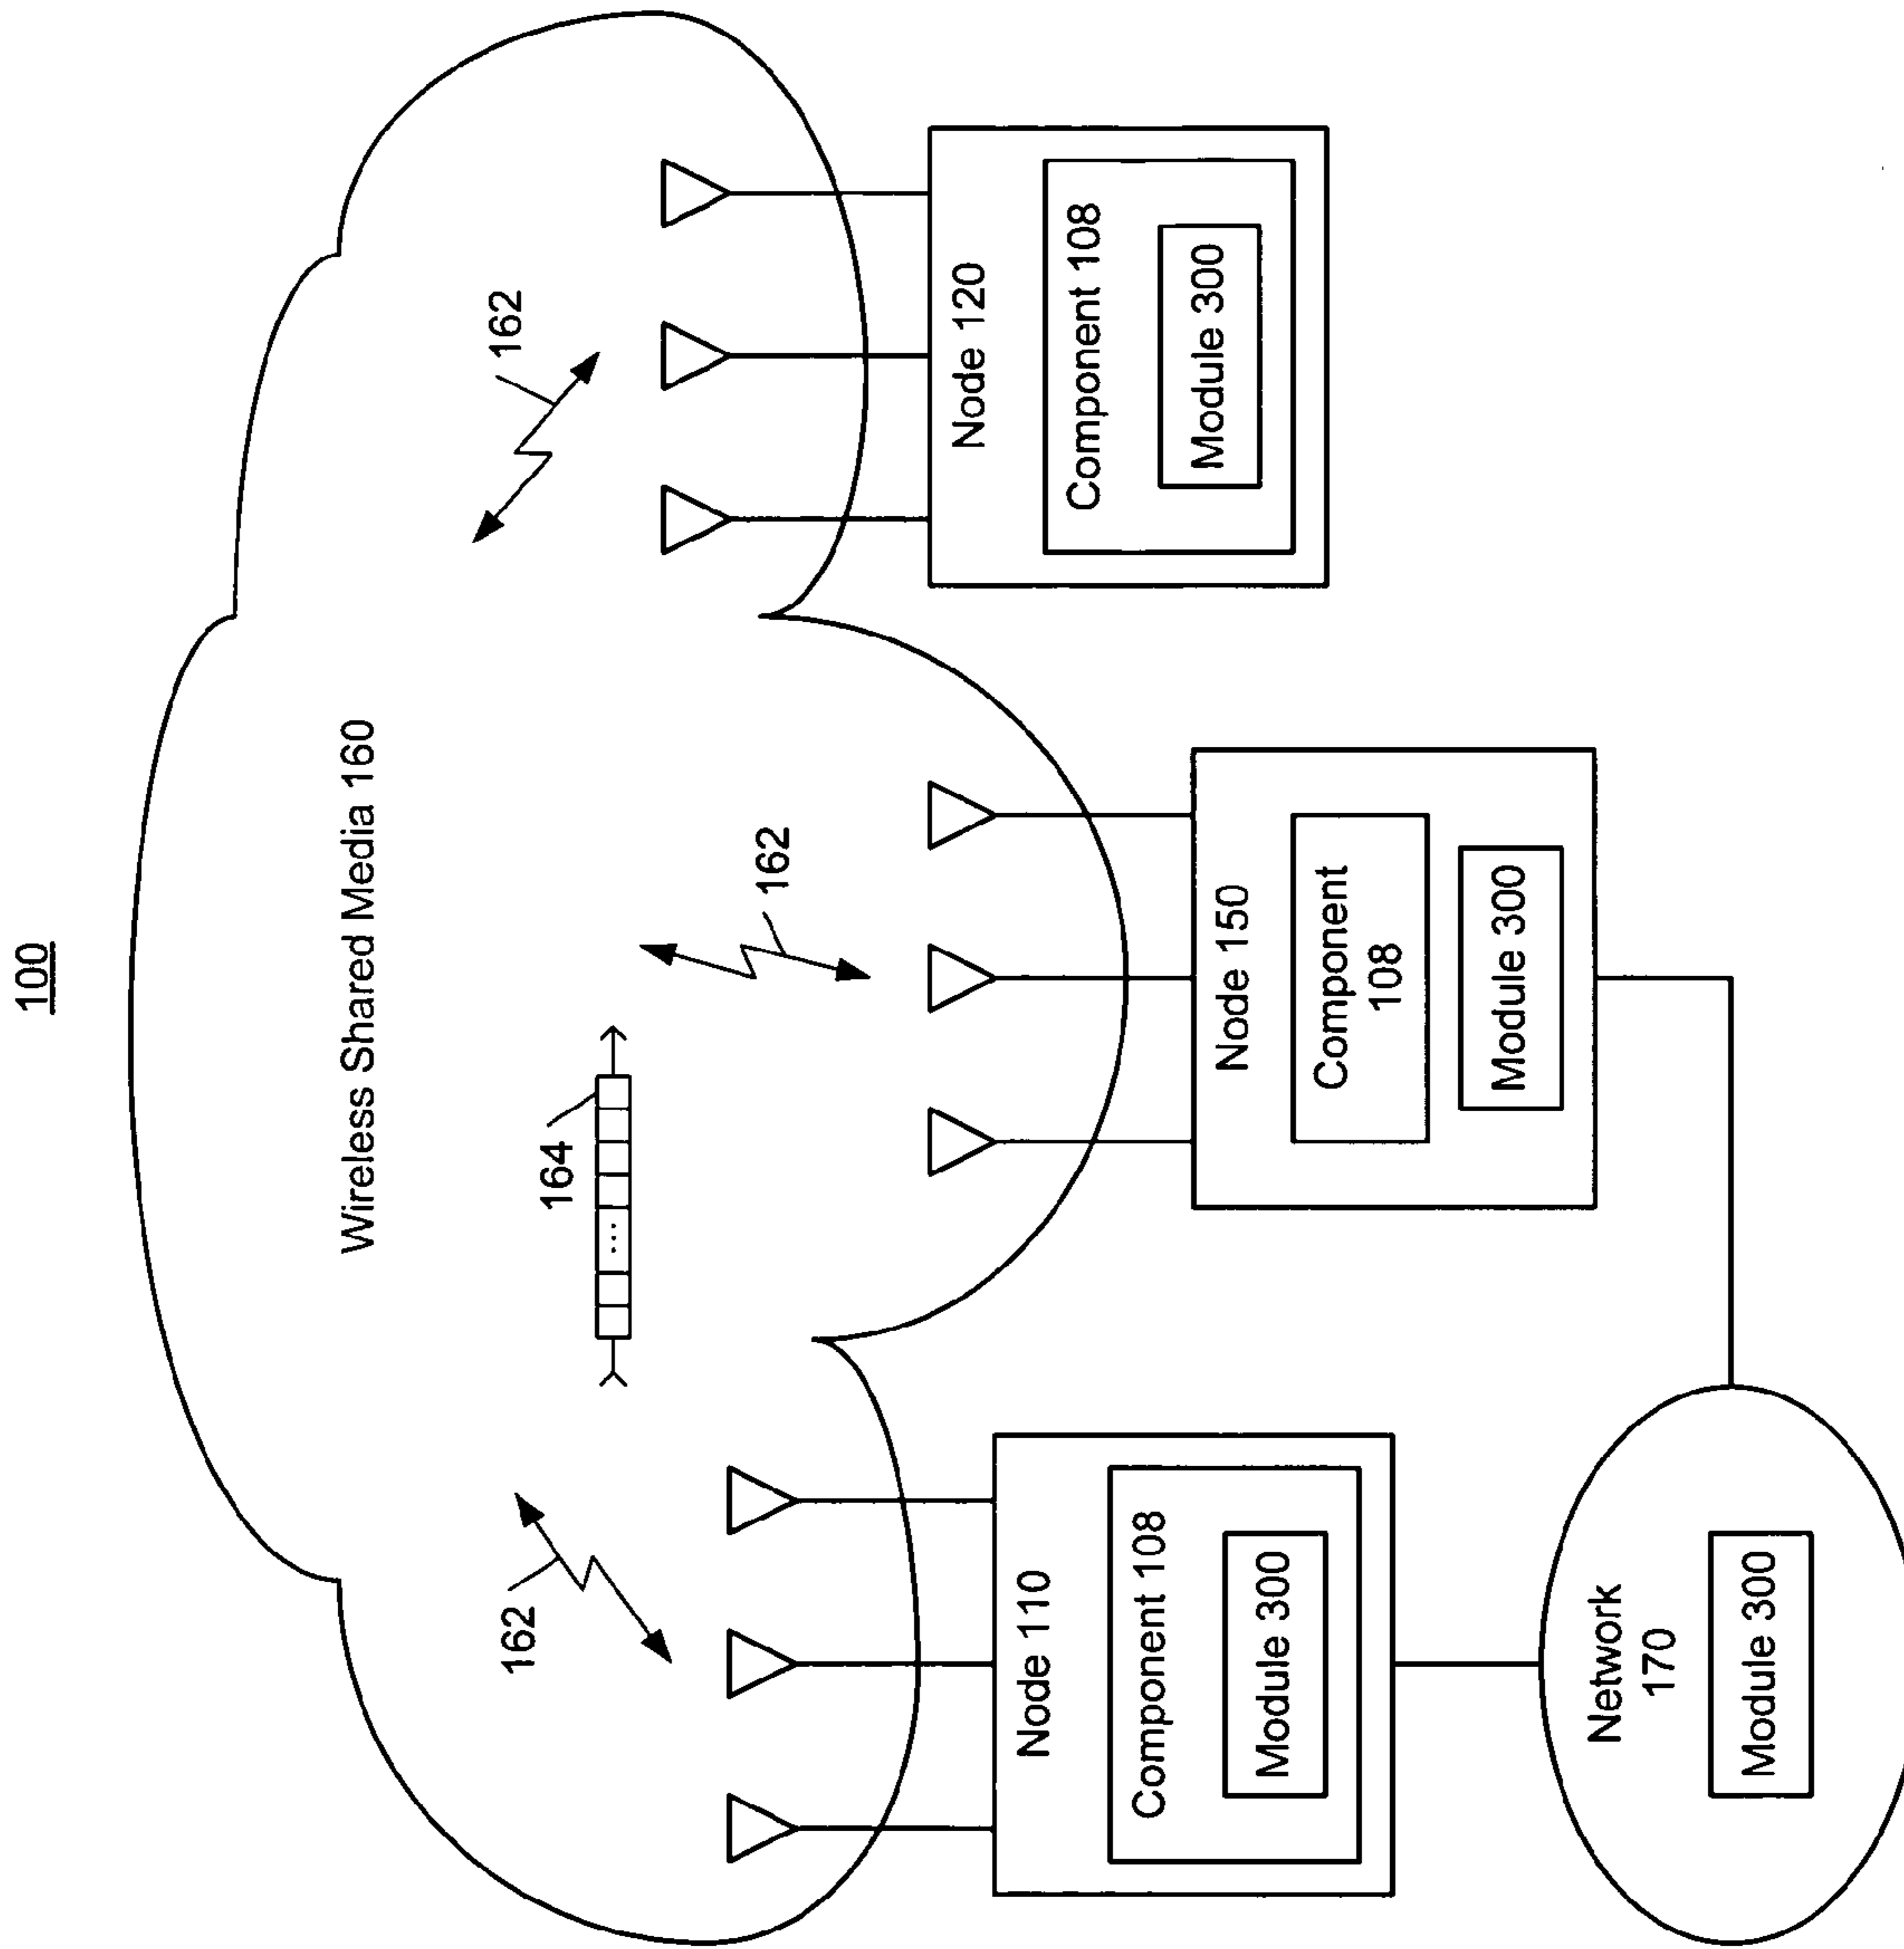 100
Wireless Shared Media 160
162
164
162
162
Node 110
Component 108
Module 300
Node 150
Component
108
Module 300
Node 120
Component 108
Module 300
Network
170
Module 300